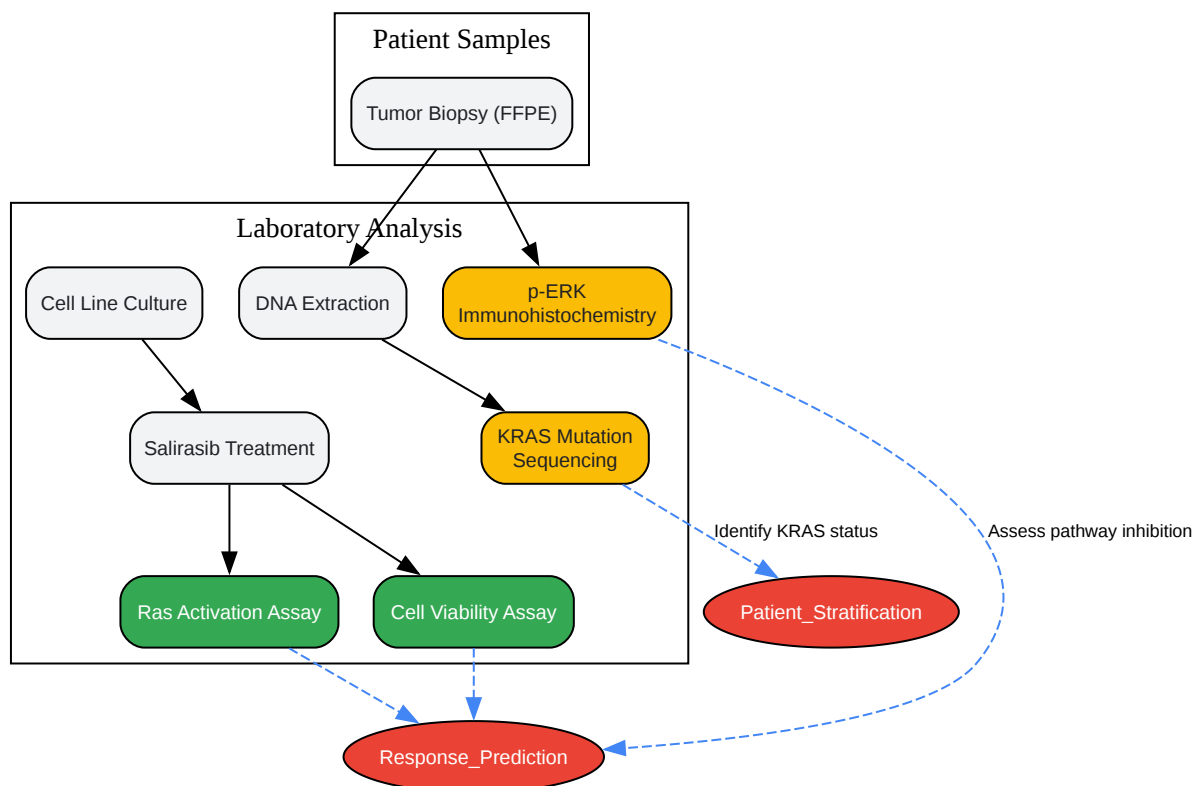 Patient Samples
Tumor Biopsy (FFPE)
Laboratory Analysis
Cell Line Culture
DNA Extraction
p-ERK
Immunohistochemistry
Salirasib Treatment
KRAS Mutation
Sequencing
Identify KRAS status
Assess pathway inhibition
Ras Activation Assay
Cell Viability Assay
Patient_Stratification
Response_Prediction